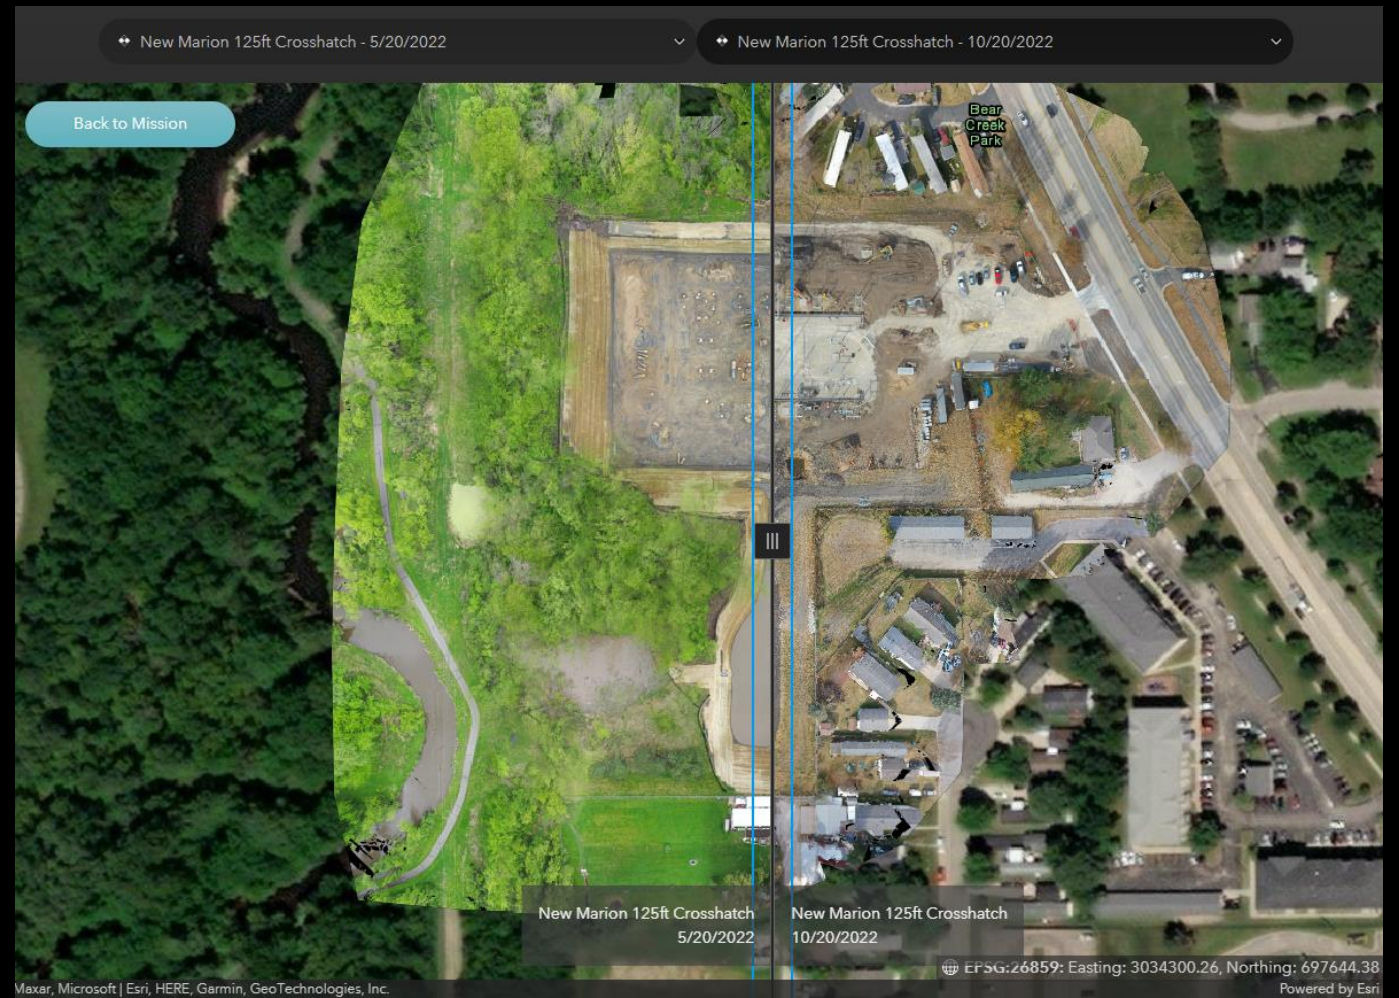 New Marion 125ft Crosshatch - 5/20/2022
New Marion 125ft Crosshatch - 10/20/2022
Back to Mission
Bear
Creek
Park
New Marion 125ft Crosshatch
5/20/2022
New Marion 125ft Crosshatch
10/20/2022
EPSG:26859: Easting: 3034300.26, Northing: 697644.38
Maxar, Microsoft | Esri, HERE, Garmin, GeoTechnologies, Inc.
Powered by Esri